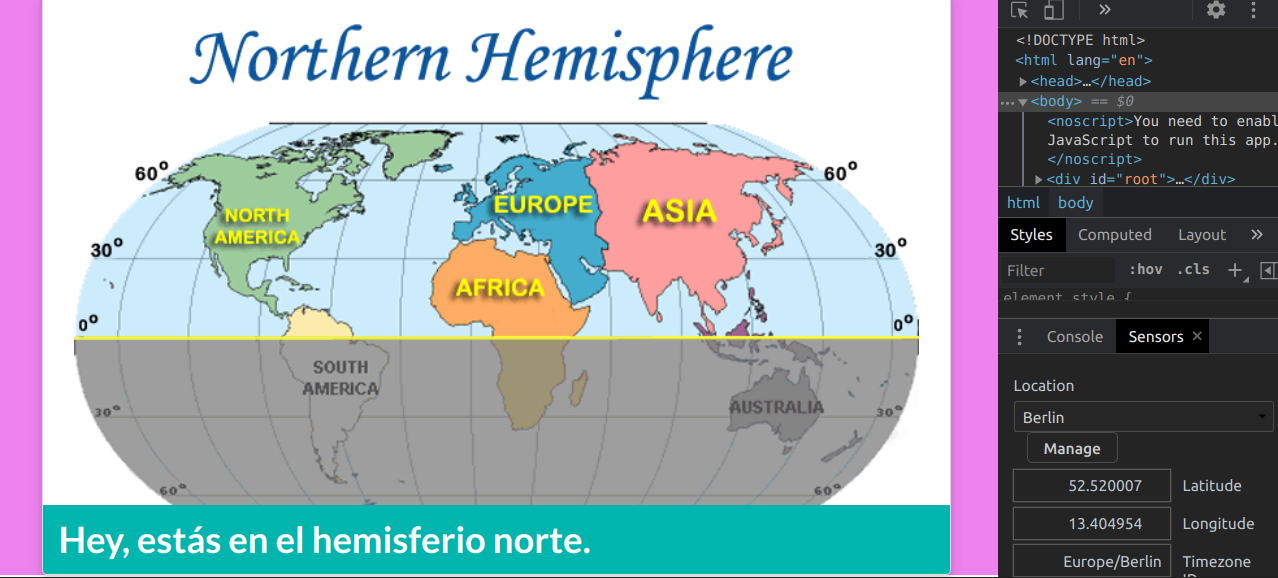 Northern Hemisphere
60°
60°
NORTH
AMERICA
EUROPE
ASIA
30°
30°
AFRICA
0°
0°
SOUTH
AMERICA
AUSTRALIA
30°
30°
60°
60°
Hey, estás en el hemisferio norte.
<!DOCTYPE html>
<html lang="en">
<head>…</head>
<body> == $0
<noscript>You need to enabl
JavaScript to run this app.
</noscript>
<div id="root">…</div>
html body
Styles Computed Layout
Filter :hov .cls
element.style {
Console Sensors
Location
Berlin
Manage
52.520007 Latitude
13.404954 Longitude
Europe/Berlin Timezone
ID